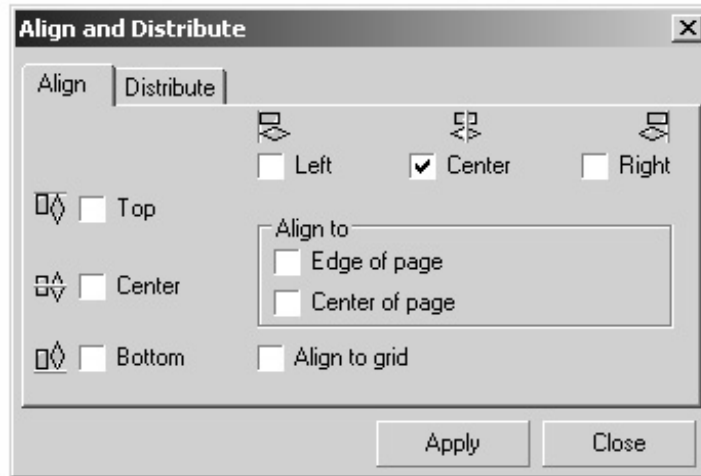 Align and Distribute
Align Distribute
Left Center Right
Top
Align to
Edge of page
Center
Center of page
Bottom Align to grid
Apply Close